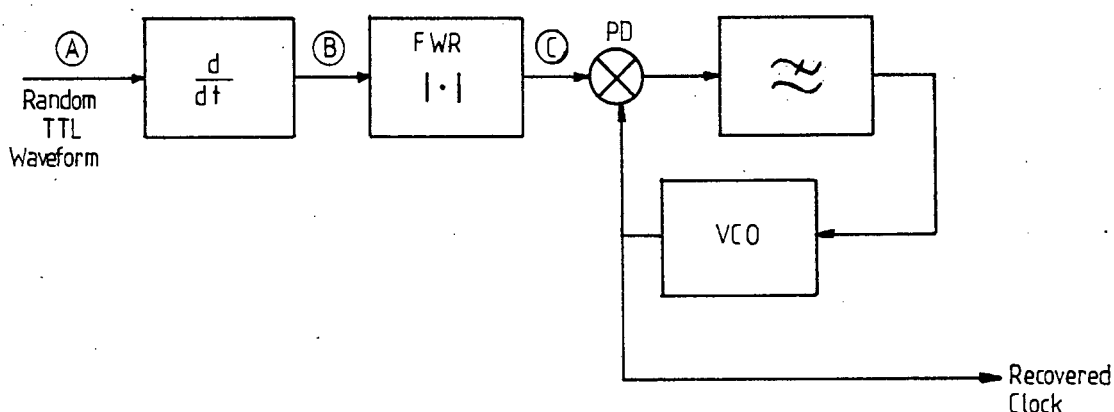 A
B
C
Random
TTL
Waveform
d
dt
FWR
|·|
PD
VCO
Recovered
Clock